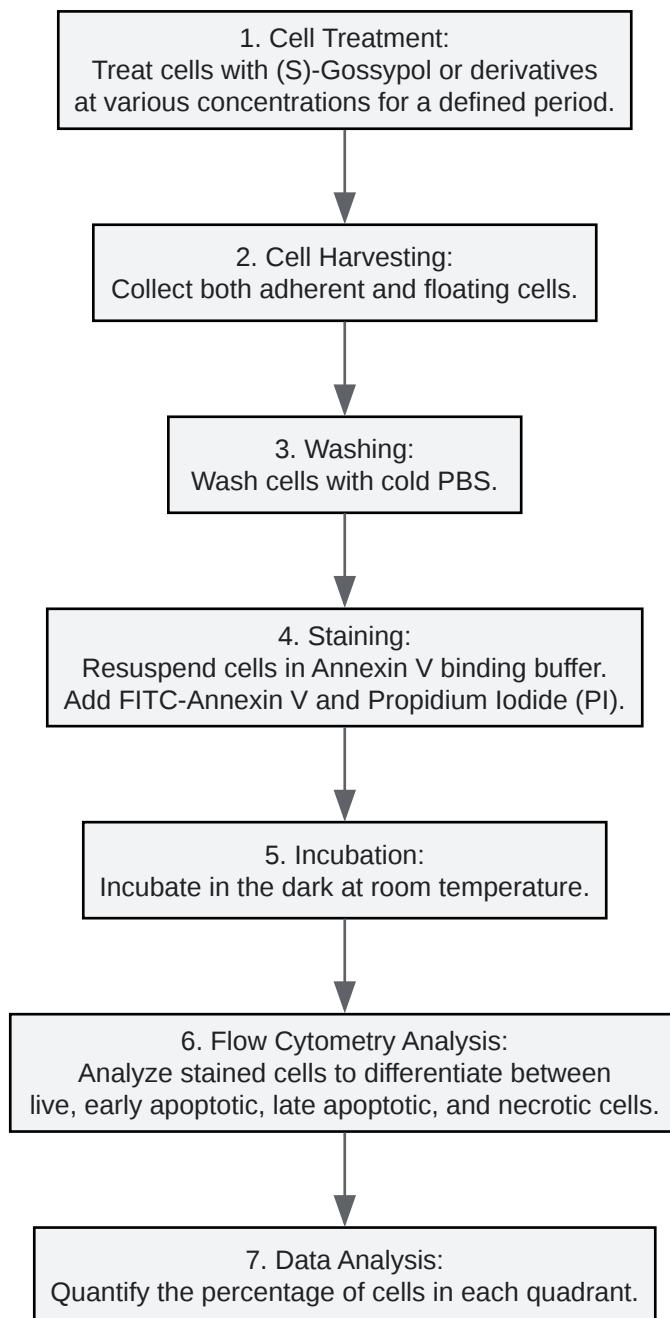 1. Cell Treatment:
Treat cells with (S)-Gossypol or derivatives
at various concentrations for a defined period.
2. Cell Harvesting:
Collect both adherent and floating cells.
3. Washing:
Wash cells with cold PBS.
4. Staining:
Resuspend cells in Annexin V binding buffer.
Add FITC-Annexin V and Propidium Iodide (PI).
5. Incubation:
Incubate in the dark at room temperature.
6. Flow Cytometry Analysis:
Analyze stained cells to differentiate between
live, early apoptotic, late apoptotic, and necrotic cells.
7. Data Analysis:
Quantify the percentage of cells in each quadrant.